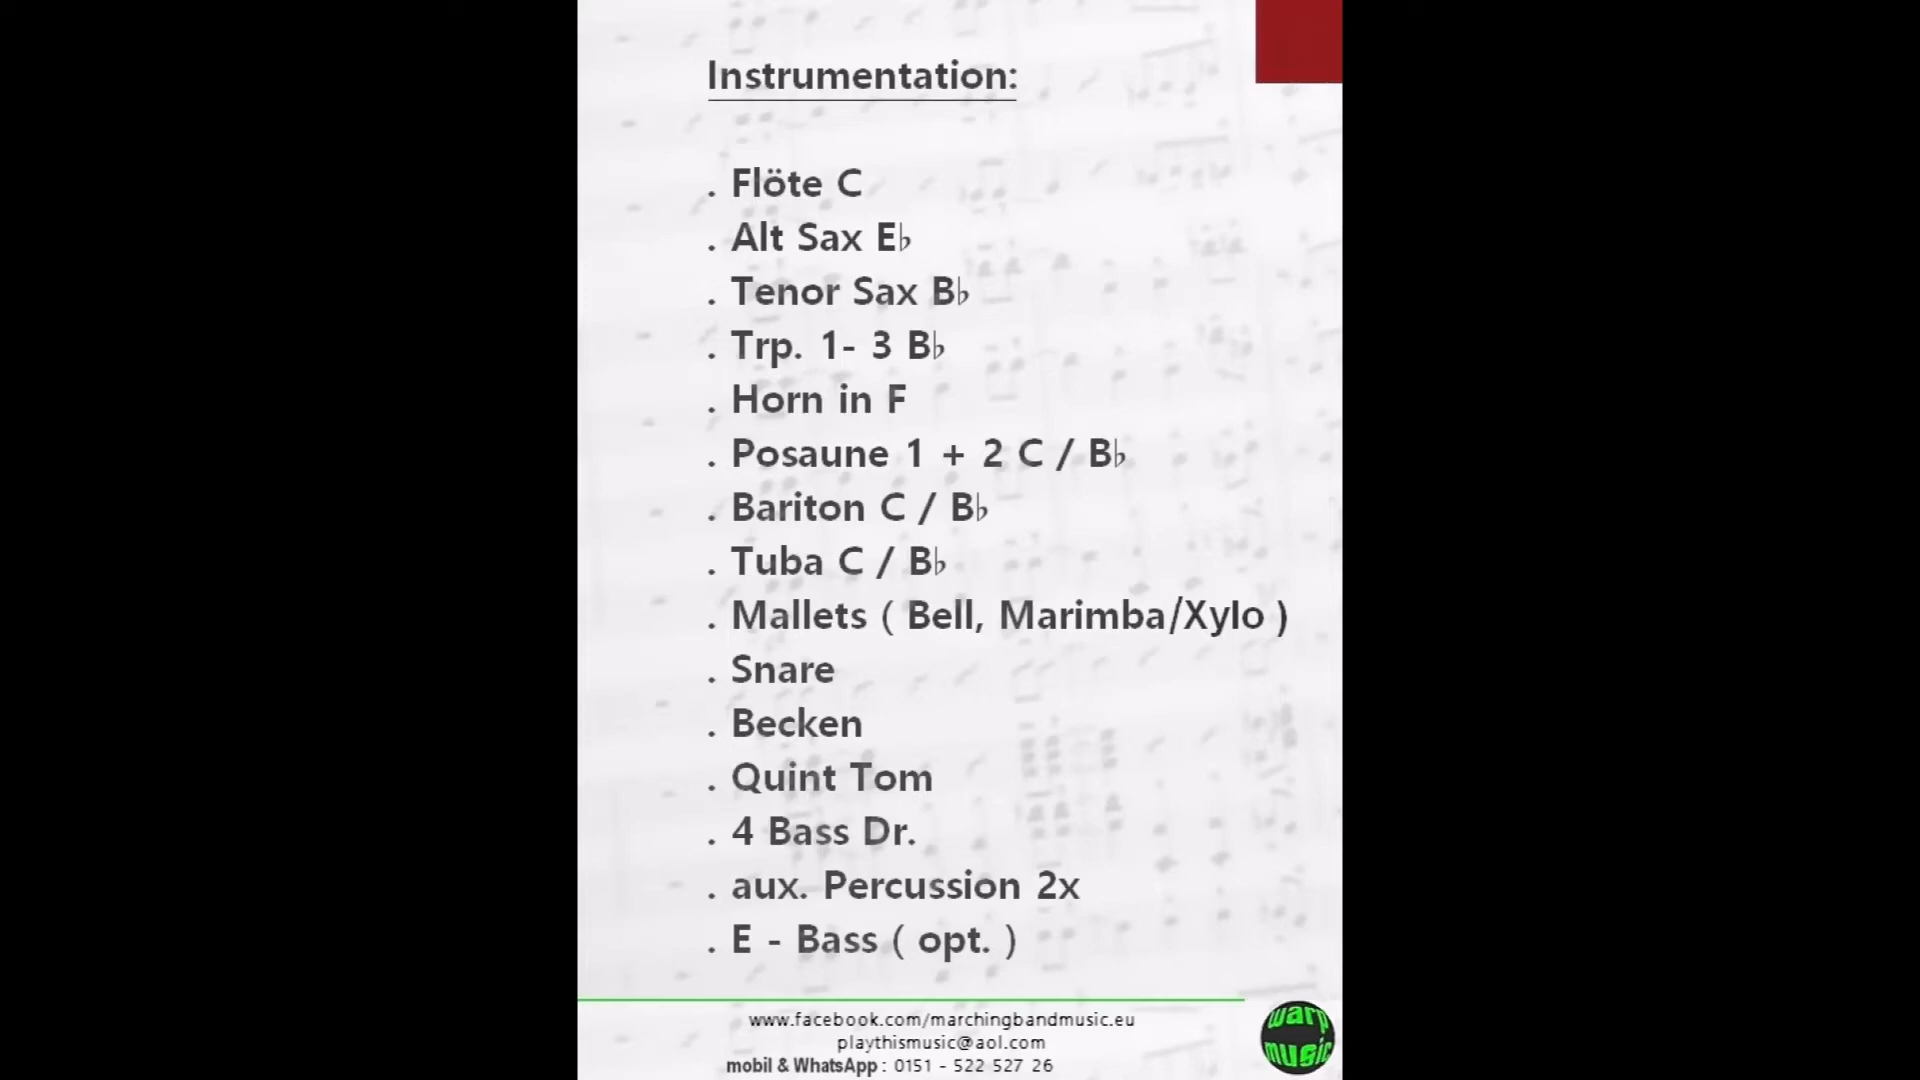 Instrumentation:
. Flöte C
. Alt Sax E♭
. Tenor Sax B♭
. Trp. 1- 3 B♭
. Horn in F
. Posaune 1 + 2 C / B♭
. Bariton C / B♭
. Tuba C / B♭
. Mallets ( Bell, Marimba/Xylo )
. Snare
. Becken
. Quint Tom
. 4 Bass Dr.
. aux. Percussion 2x
. E - Bass ( opt. )
www.facebook.com/marchingbandmusic.eu
playthismusic@aol.com
mobil & WhatsApp : 0151 - 522 527 26
warp
music